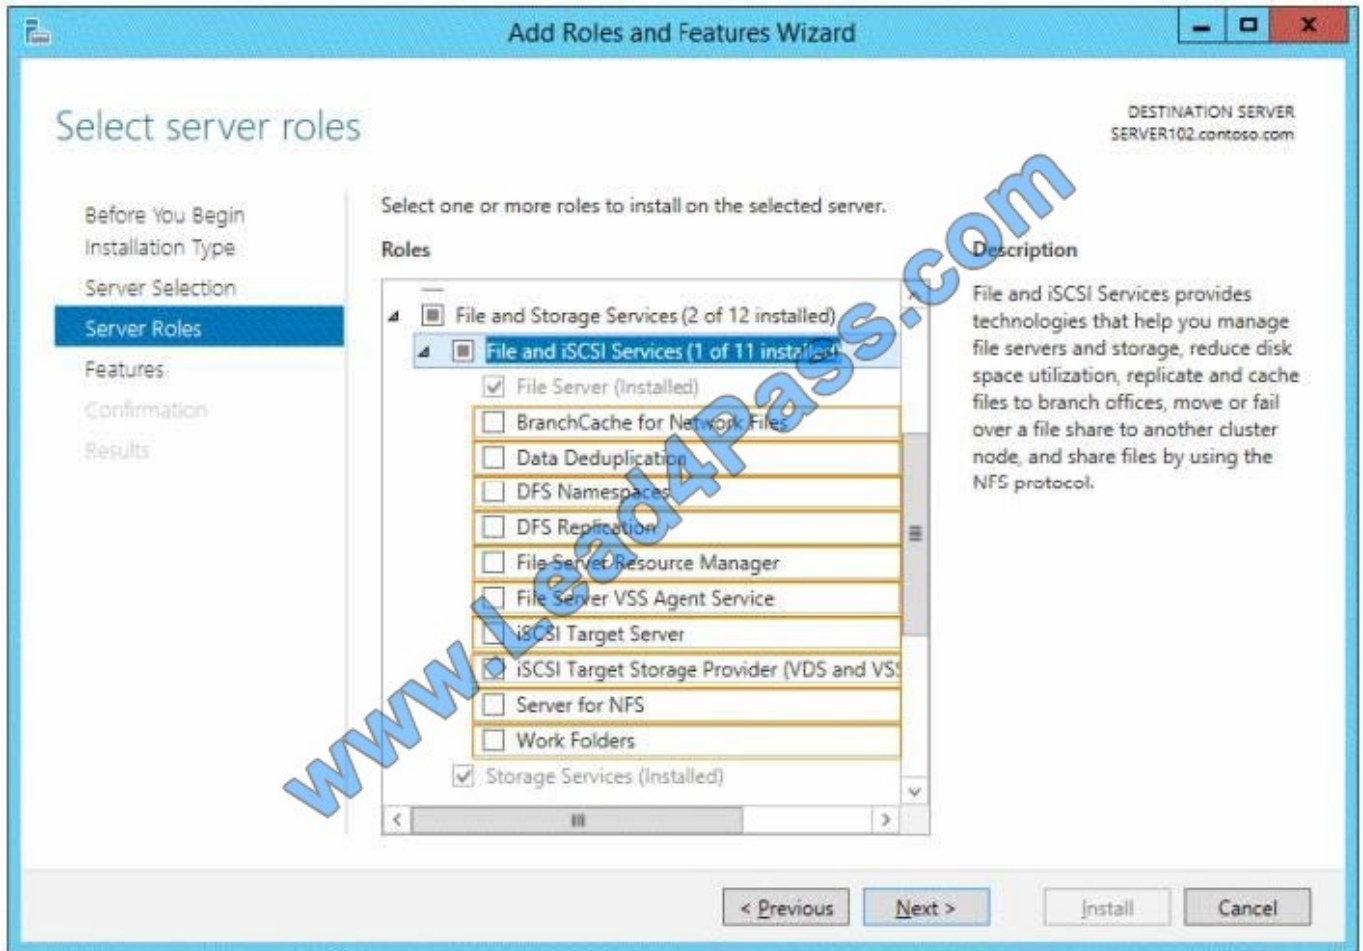 Add Roles and Features Wizard
Select server roles
DESTINATION SERVER
SERVER102.contoso.com
Before You Begin
Installation Type
Server Selection
Server Roles
Features
Confirmation
Results
Select one or more roles to install on the selected server.
Roles
File and Storage Services (2 of 12 installed)
File and iSCSI Services (1 of 11 installed)
File Server (Installed)
BranchCache for Network Files
Data Deduplication
DFS Namespaces
DFS Replication
File Server Resource Manager
File Server VSS Agent Service
iSCSI Target Server
iSCSI Target Storage Provider (VDS and VSS
Server for NFS
Work Folders
Storage Services (Installed)
Description
File and iSCSI Services provides
technologies that help you manage
file servers and storage, reduce disk
space utilization, replicate and cache
files to branch offices, move or fail
over a file share to another cluster
node, and share files by using the
NFS protocol.
www.Lead4Pass.com
< Previous
Next >
Install
Cancel